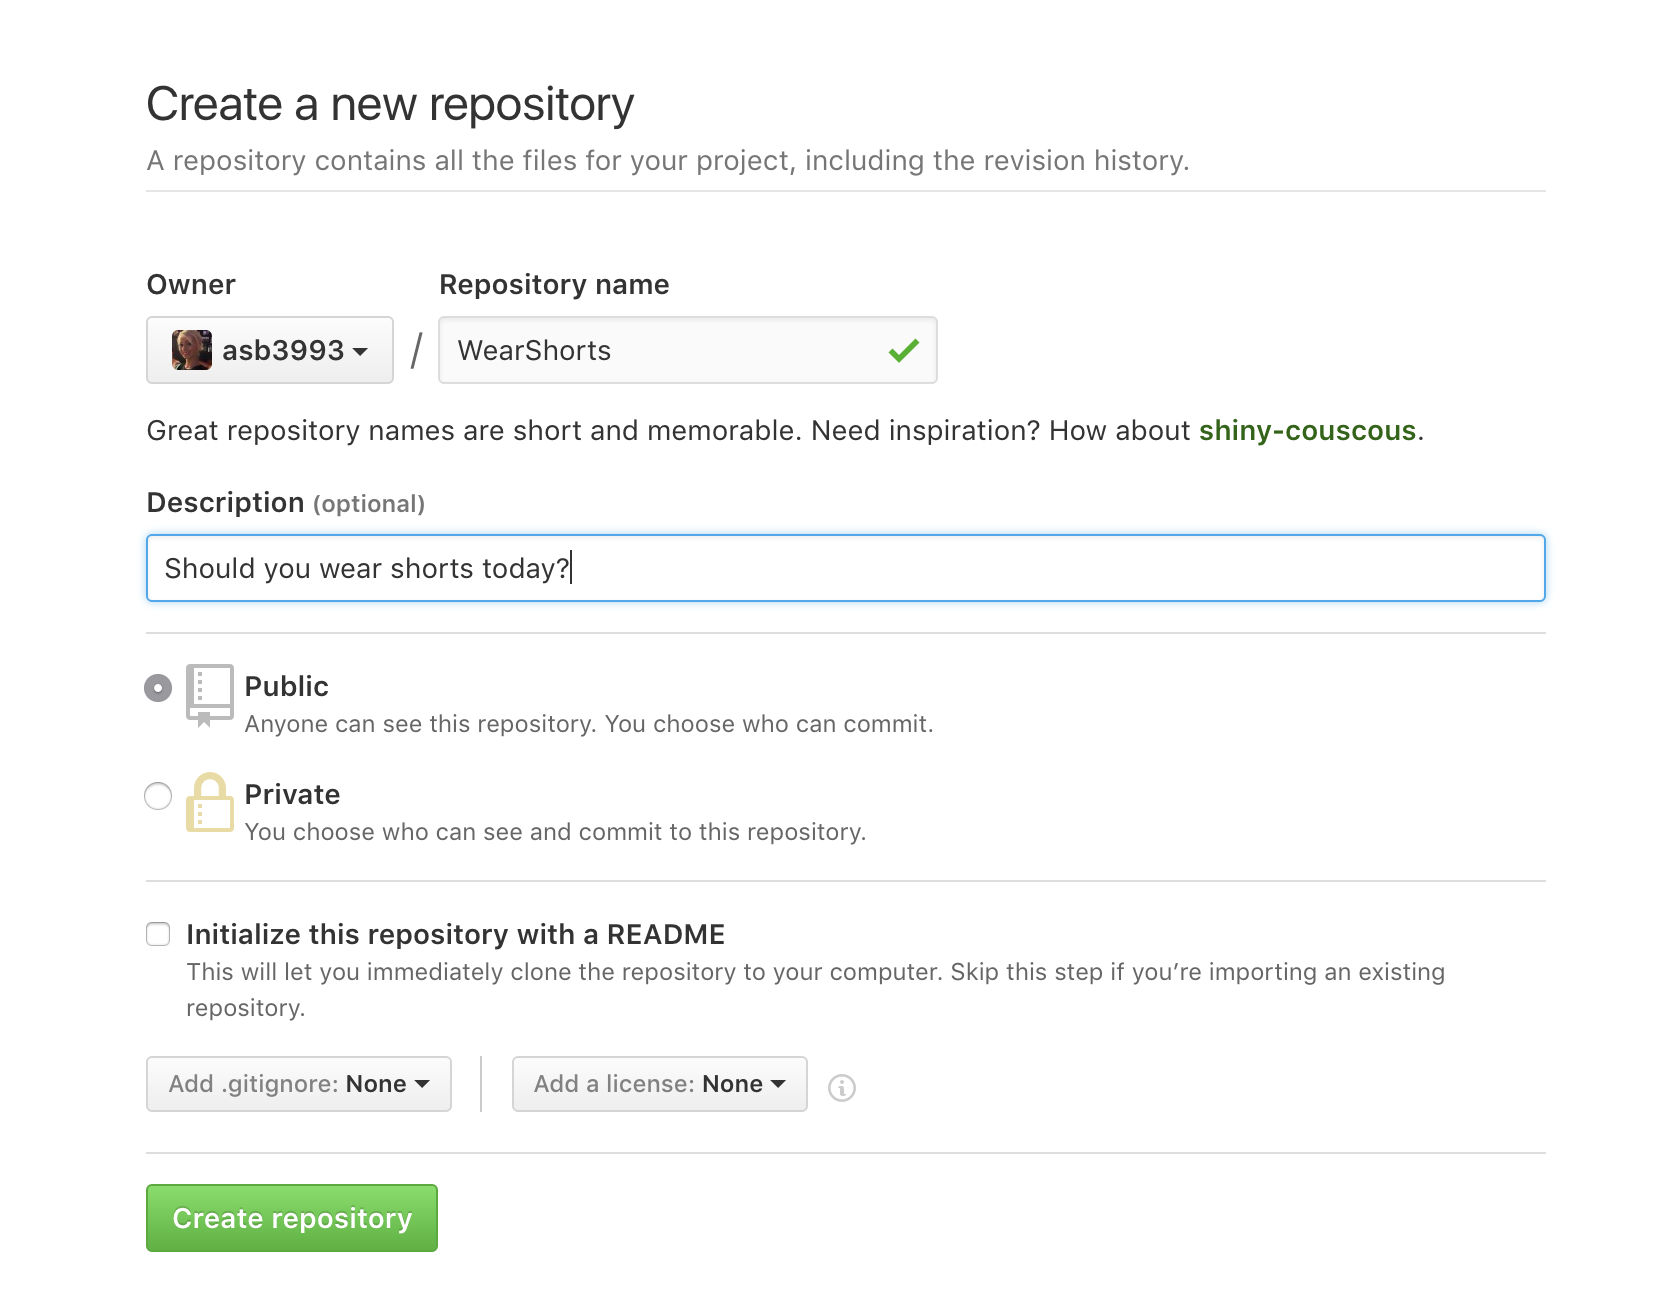 Create a new repository
A repository contains all the files for your project, including the revision history.
Owner
Repository name
asb3993
/
WearShorts
Great repository names are short and memorable. Need inspiration? How about shiny-couscous.
Description (optional)
Should you wear shorts today?
Public
Anyone can see this repository. You choose who can commit.
Private
You choose who can see and commit to this repository.
Initialize this repository with a README
This will let you immediately clone the repository to your computer. Skip this step if you’re importing an existing
repository.
Add .gitignore: None
Add a license: None
Create repository